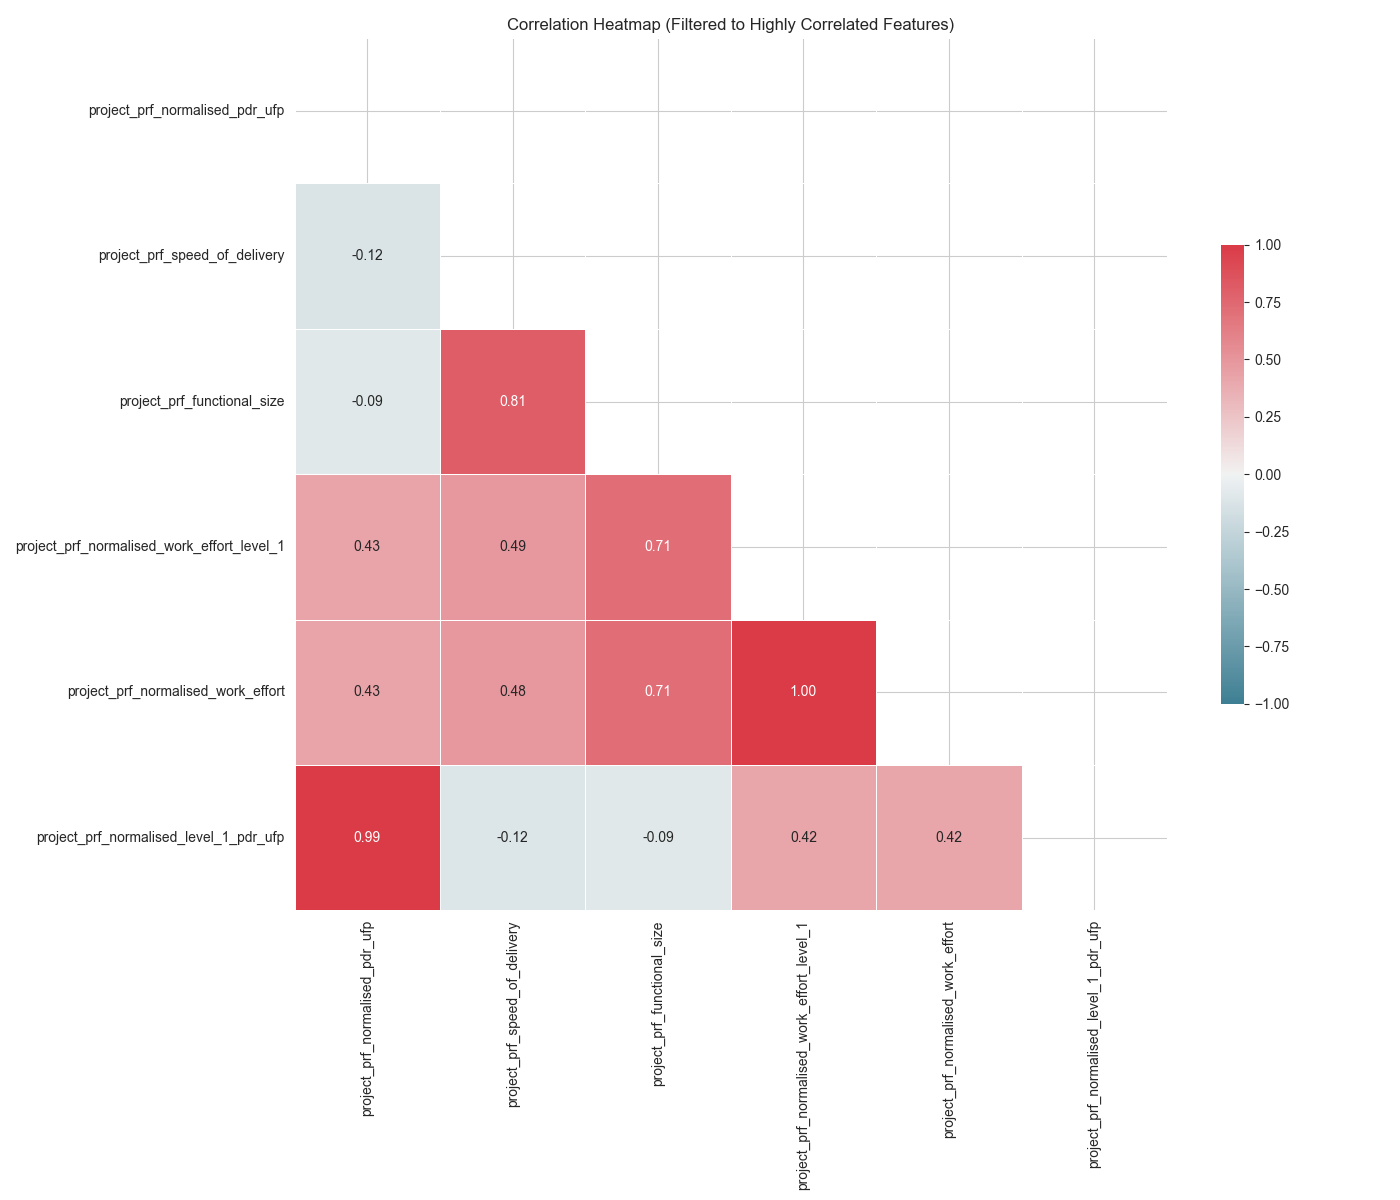 Correlation Heatmap (Filtered to Highly Correlated Features)
project_prf_normalised_pdr_ufp
project_prf_speed_of_delivery
-0.12
project_prf_functional_size
-0.09 0.81
project_prf_normalised_work_effort_level_1
0.43 0.49 0.71
project_prf_normalised_work_effort
0.43 0.48 0.71 1.00
project_prf_normalised_level_1_pdr_ufp
0.99 -0.12 -0.09 0.42 0.42
project_prf_normalised_pdr_ufp
project_prf_speed_of_delivery
project_prf_functional_size
project_prf_normalised_work_effort_level_1
project_prf_normalised_work_effort
project_prf_normalised_level_1_pdr_ufp
1.00
0.75
0.50
0.25
0.00
−0.25
−0.50
−0.75
−1.00